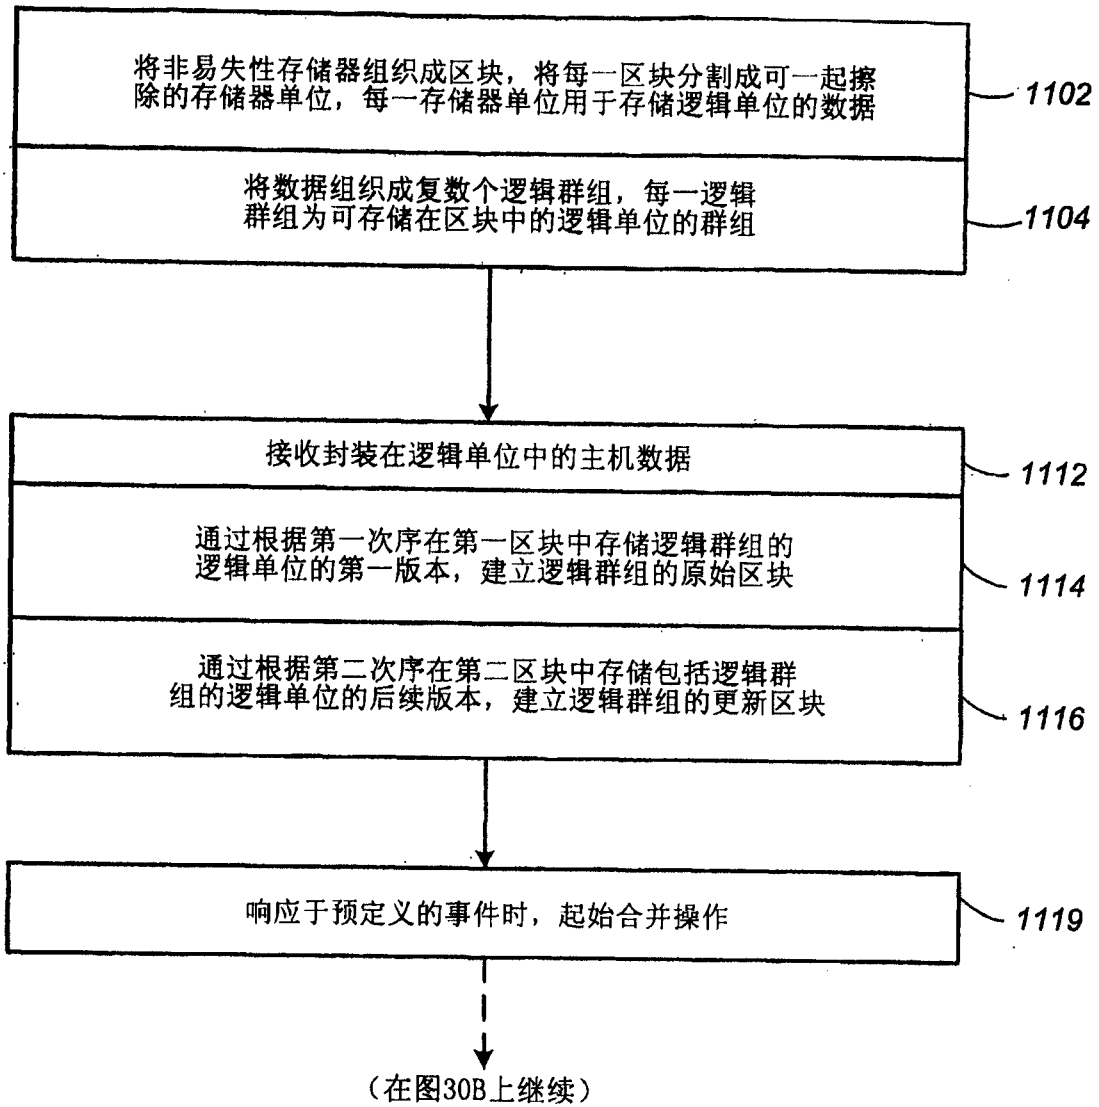 将非易失性存储器组织成区块，将每一区块分割成可一起擦
除的存储器单位，每一存储器单位用于存储逻辑单位的数据
1102
将数据组织成复数个逻辑群组，每一逻辑
群组为可存储在区块中的逻辑单位的群组
1104
接收封装在逻辑单位中的主机数据
1112
通过根据第一次序在第一区块中存储逻辑群组的
逻辑单位的第一版本，建立逻辑群组的原始区块
1114
通过根据第二次序在第二区块中存储包括逻辑群
组的逻辑单位的后续版本，建立逻辑群组的更新区块
1116
响应于预定义的事件时，起始合并操作
1119
（在图30B上继续）